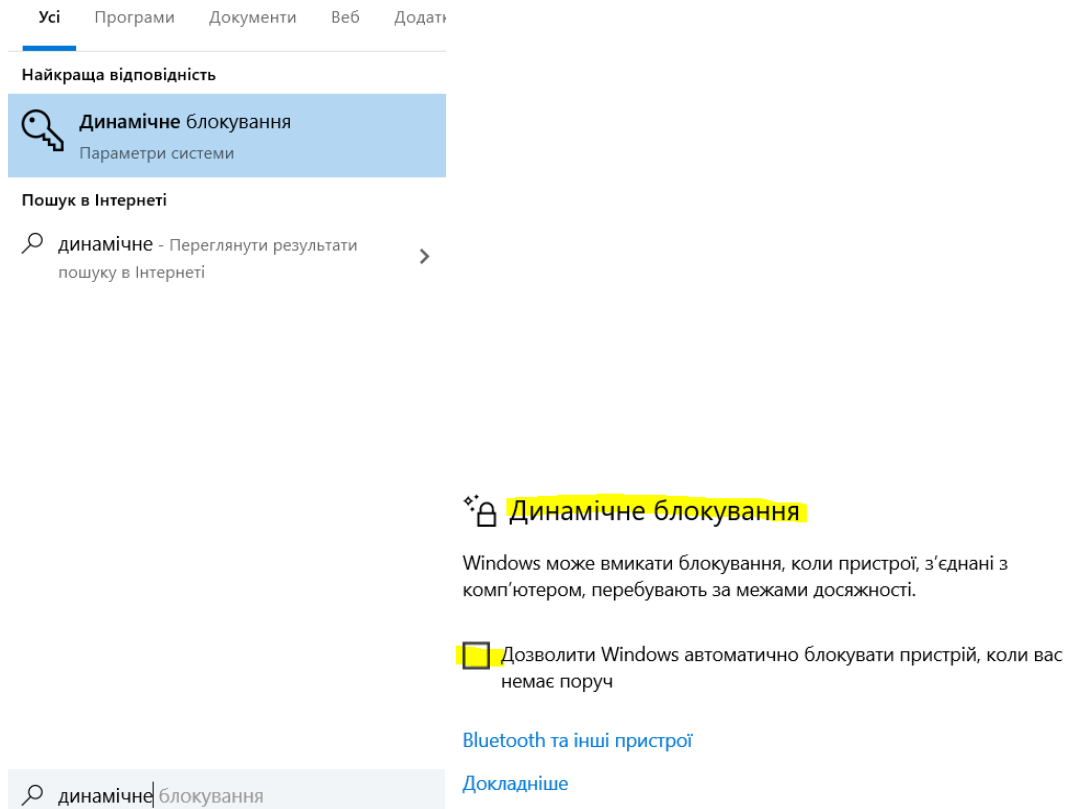 Усі Програми Документи Веб Додатк
Найкраща відповідність
Динамічне блокування
Параметри системи
Пошук в Інтернеті
динамічне - Переглянути результати
пошуку в Інтернеті
динамічне блокування
Динамічне блокування
Windows може вмикати блокування, коли пристрої, з’єднані з
комп’ютером, перебувають за межами досяжності.
Дозволити Windows автоматично блокувати пристрій, коли вас
немає поруч
Bluetooth та інші пристрої
Докладніше